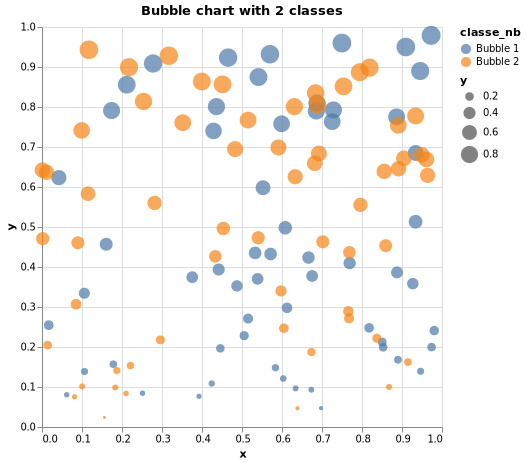 Bubble chart with 2 classes
1.0
0.9
0.8
0.7
0.6
0.5
0.4
0.3
0.2
0.1
0.0
y
0.0 0.1 0.2 0.3 0.4 0.5 0.6 0.7 0.8 0.9 1.0
x
classe_nb
Bubble 1
Bubble 2
y
0.2
0.4
0.6
0.8